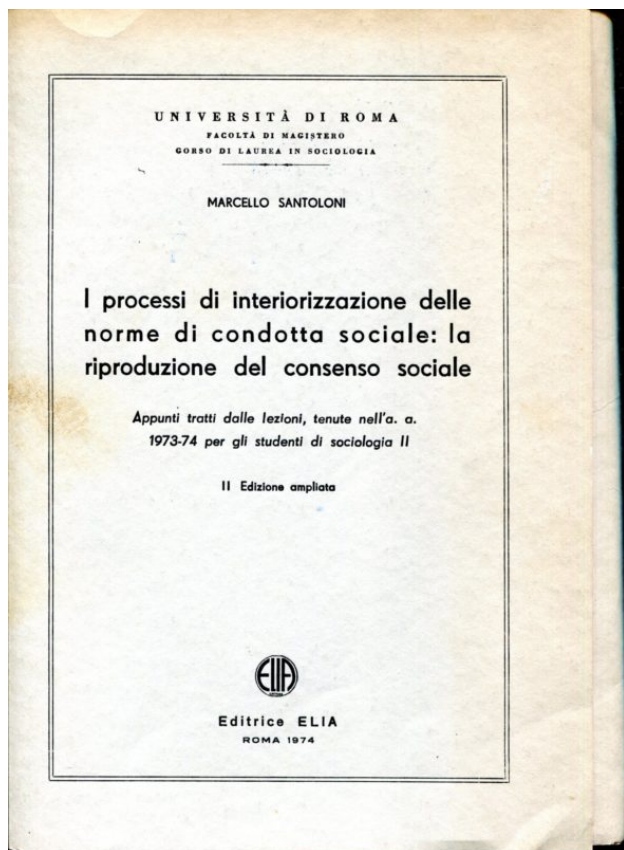 UNIVERSITÀ DI ROMA
FACOLTÀ DI MAGISTERO
CORSO DI LAUREA IN SOCIOLOGIA
MARCELLO SANTOLONI
I processi di interiorizzazione delle
norme di condotta sociale: la
riproduzione del consenso sociale
Appunti tratti dalle lezioni, tenute nell'a. a.
1973-74 per gli studenti di sociologia II
II Edizione ampliata
ELIA
Editrice ELIA
ROMA 1974